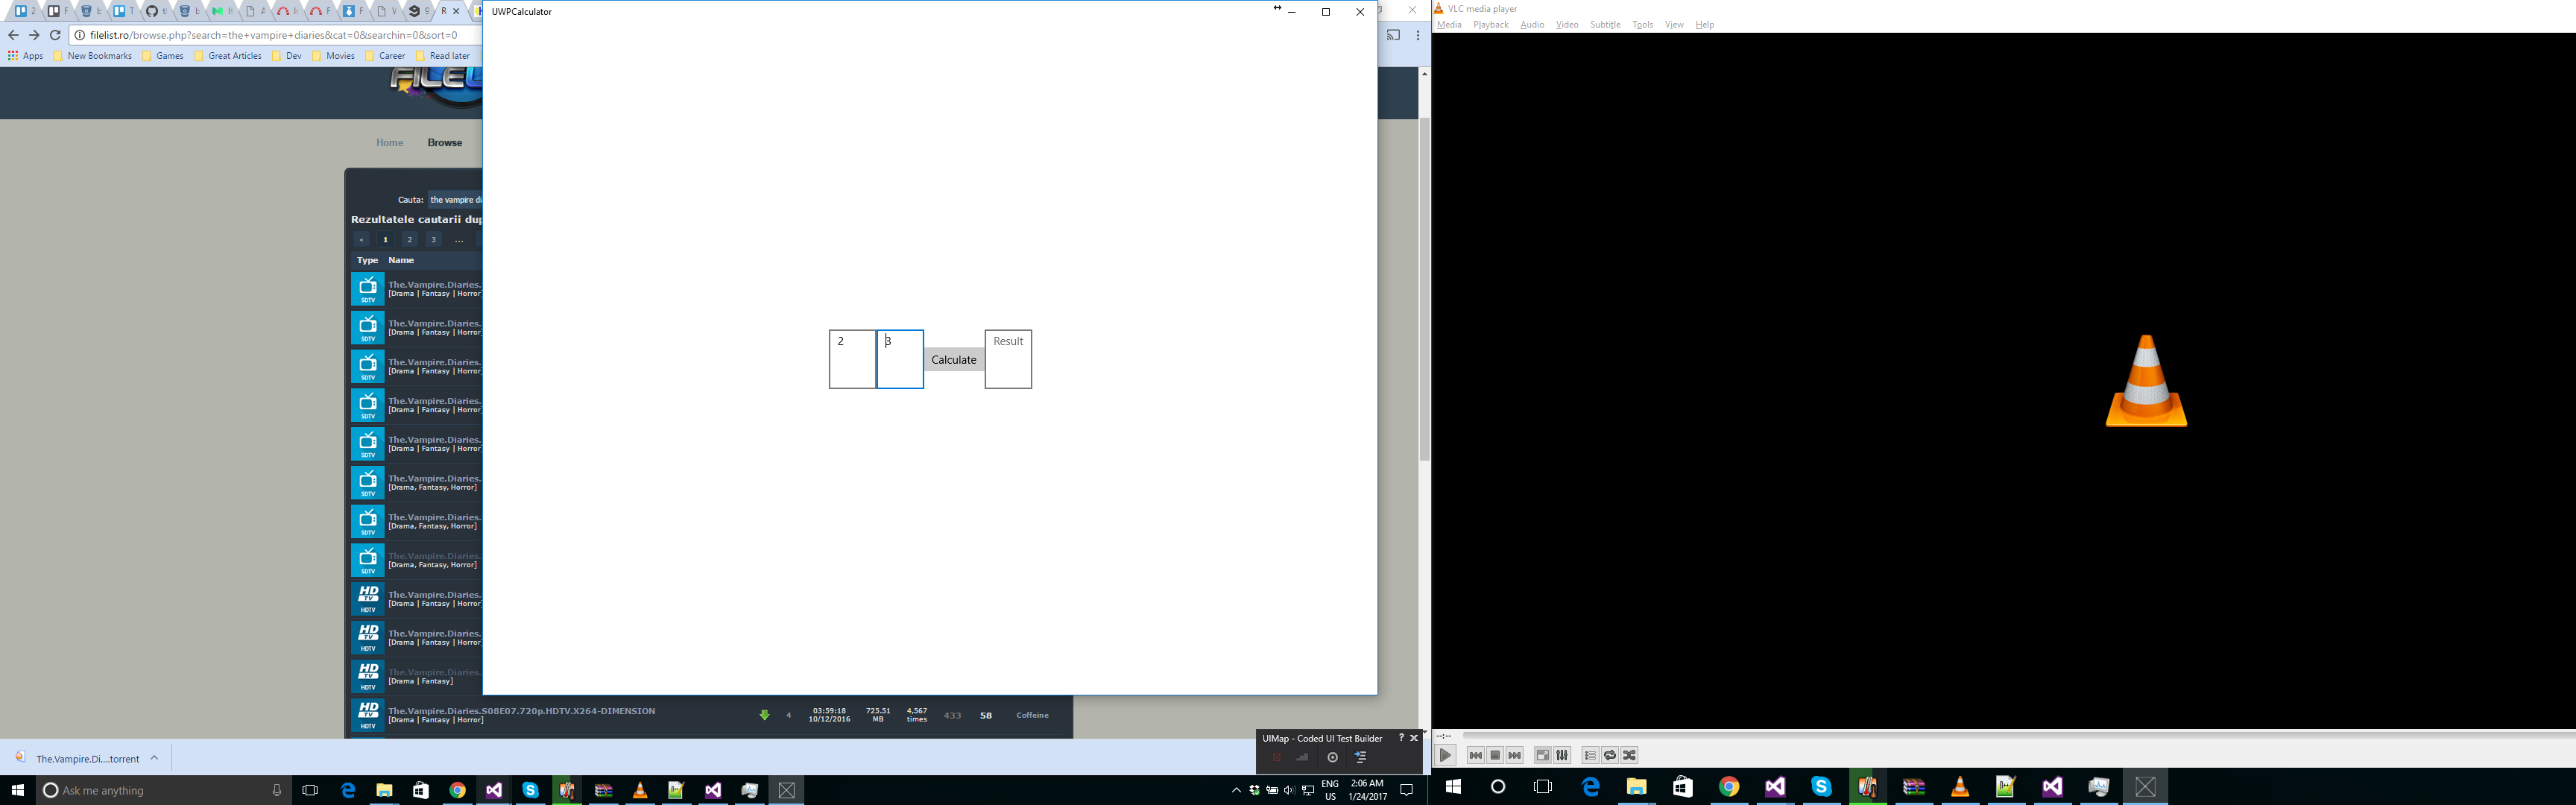 UWPCalculator
filelist.ro/browse.php?search=the+vampire+diaries&cat=0&searchin=0&sort=0
Apps New Bookmarks Games Great Articles Dev Movies Career Read later
Home Browse
Cauta: the vampire
Rezultatele cautarii
« 1 2 3 ...
Type Name
SDTV The.Vampire.Diaries.
[Drama | Fantasy | Horror]
SDTV The.Vampire.Diaries.
[Drama | Fantasy | Horror]
SDTV The.Vampire.Diaries.
[Drama | Fantasy | Horror]
SDTV The.Vampire.Diaries.
[Drama | Fantasy | Horror]
SDTV The.Vampire.Diaries.
[Drama | Fantasy | Horror]
SDTV The.Vampire.Diaries.
[Drama, Fantasy, Horror]
SDTV The.Vampire.Diaries.
[Drama, Fantasy, Horror]
SDTV The.Vampire.Diaries.
[Drama, Fantasy, Horror]
HD TV HDTV The.Vampire.Diaries.
[Drama | Fantasy | Horror]
HD TV HDTV The.Vampire.Diaries.
[Drama | Fantasy | Horror]
HD TV HDTV The.Vampire.Diaries.
[Drama | Fantasy]
HD TV HDTV The.Vampire.Diaries.S08E07.720p.HDTV.X264-DIMENSION 4 03:59:18 725.51 4,567 433 58 Coffeine
[Drama | Fantasy | Horror] 10/12/2016 MB times
2 3 Calculate Result
UIMap - Coded UI Test Builder ?
The.Vampire.Di....torrent
Ask me anything
ENG 2:06 AM
US 1/24/2017
VLC media player
Media Playback Audio Video Subtitle Tools View Help
--:--